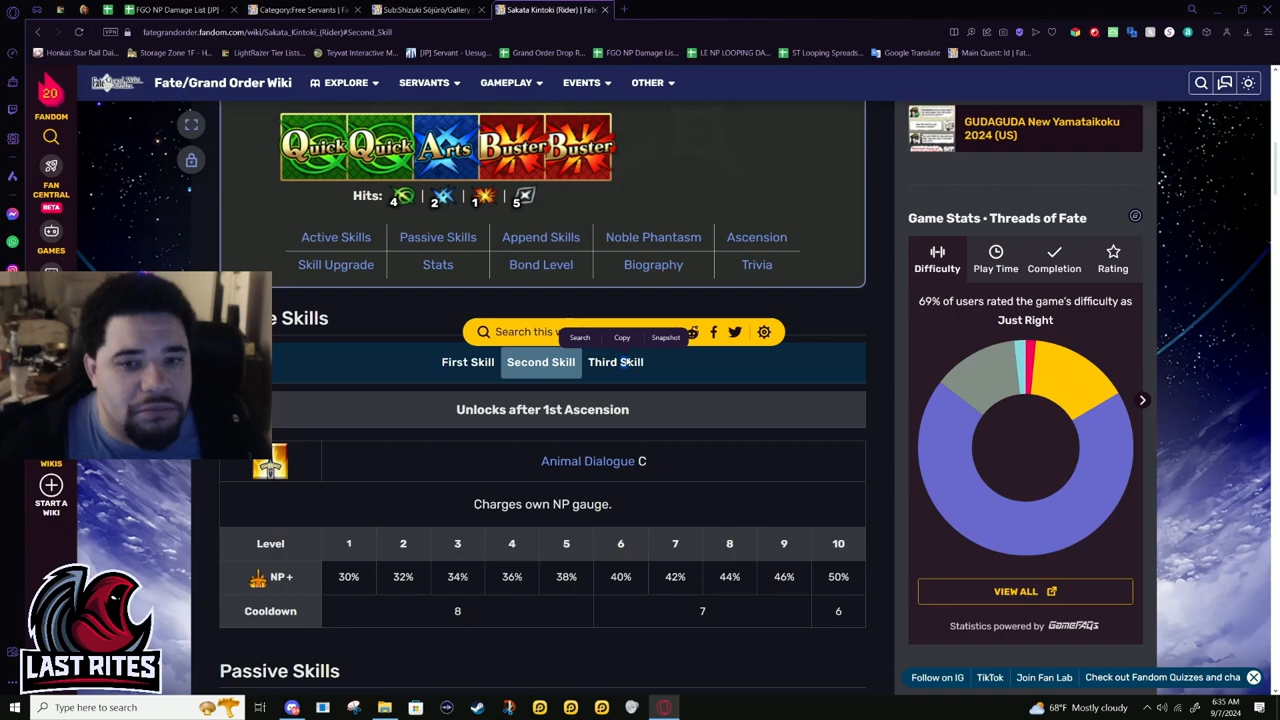 FGO NP Damage List [JP] -
Category:Free Servants | Fa
Sub:Shizuki Sōjūrō/Gallery
Sakata Kintoki (Rider) | Fate
VPN
fategrandorder.fandom.com/wiki/Sakata_Kintoki_(Rider)#Second_Skill
Honkai: Star Rail Dai...
Storage Zone 1F - H...
LightRazer Tier Lists...
Teyvat Interactive M...
[JP] Servant - Uesug...
Grand Order Drop R...
FGO NP Damage Lis...
LE NP LOOPING DA...
ST Looping Spreads...
Google Translate
Main Quest: Id | Fat...
20
FANDOM
Fate/Grand Order Wiki
EXPLORE
SERVANTS
GAMEPLAY
EVENTS
OTHER
FAN
CENTRAL
BETA
GAMES
WIKIS
START A
WIKI
Quick Quick Arts Buster Buster
Hits: 4 | 2 | 1 | 5
Active Skills
Passive Skills
Append Skills
Noble Phantasm
Ascension
Skill Upgrade
Stats
Bond Level
Biography
Trivia
e Skills
Search this
Search
Copy
Snapshot
First Skill
Second Skill
Third Skill
Unlocks after 1st Ascension
Animal Dialogue C
Charges own NP gauge.
Level 1 2 3 4 5 6 7 8 9 10
NP + 30% 32% 34% 36% 38% 40% 42% 44% 46% 50%
Cooldown 8 7 6
Passive Skills
GUDAGUDA New Yamataikoku
2024 (US)
Game Stats • Threads of Fate
Difficulty
Play Time
Completion
Rating
69% of users rated the game's difficulty as
Just Right
VIEW ALL
Statistics powered by GameFAQs
Follow on IG
TikTok
Join Fan Lab
Check out Fandom Quizzes and cha
LAST RITES
Type here to search
68°F Mostly cloudy
6:35 AM
9/7/2024